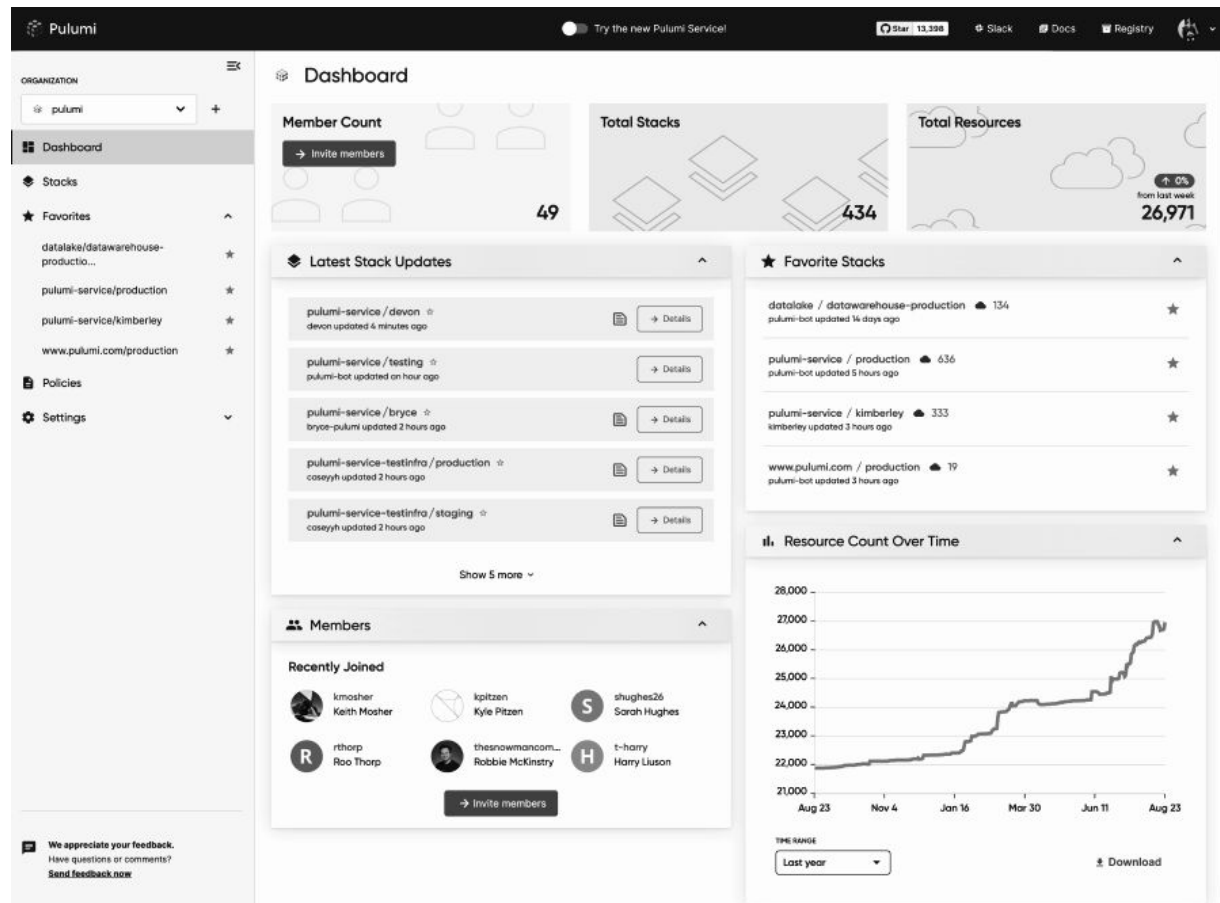 Pulumi
Try the new Pulumi Service!
Star 13,398
Slack
Docs
Registry
ORGANIZATION
pulumi
Dashboard
Stacks
Favorites
datalake/datawarehouse-
productio...
pulumi-service/production
pulumi-service/kimberley
www.pulumi.com/production
Policies
Settings
We appreciate your feedback.
Have questions or comments?
Send feedback now
Dashboard
Member Count
→ Invite members
49
Total Stacks
434
Total Resources
↑ 0%
from last week
26,971
Latest Stack Updates
pulumi-service / devon
devon updated 4 minutes ago
→ Details
pulumi-service / testing
pulumi-bot updated an hour ago
→ Details
pulumi-service / bryce
bryce-pulumi updated 2 hours ago
→ Details
pulumi-service-testinfra / production
caseyyh updated 2 hours ago
→ Details
pulumi-service-testinfra / staging
caseyyh updated 2 hours ago
→ Details
Show 5 more
Members
Recently Joined
kmosher
Keith Mosher
kpitzen
Kyle Pitzen
S
shughes26
Sarah Hughes
R
rthorp
Roo Thorp
thesnowmancom...
Robbie McKinstry
H
t-harry
Harry Liuson
→ Invite members
Favorite Stacks
datalake / datawarehouse-production 134
pulumi-bot updated 14 days ago
pulumi-service / production 636
pulumi-bot updated 5 hours ago
pulumi-service / kimberley 333
kimberley updated 3 hours ago
www.pulumi.com / production 19
pulumi-bot updated 3 hours ago
Resource Count Over Time
28,000
27,000
26,000
25,000
24,000
23,000
22,000
21,000
Aug 23
Nov 4
Jan 16
Mar 30
Jun 11
Aug 23
TIME RANGE
Last year
Download